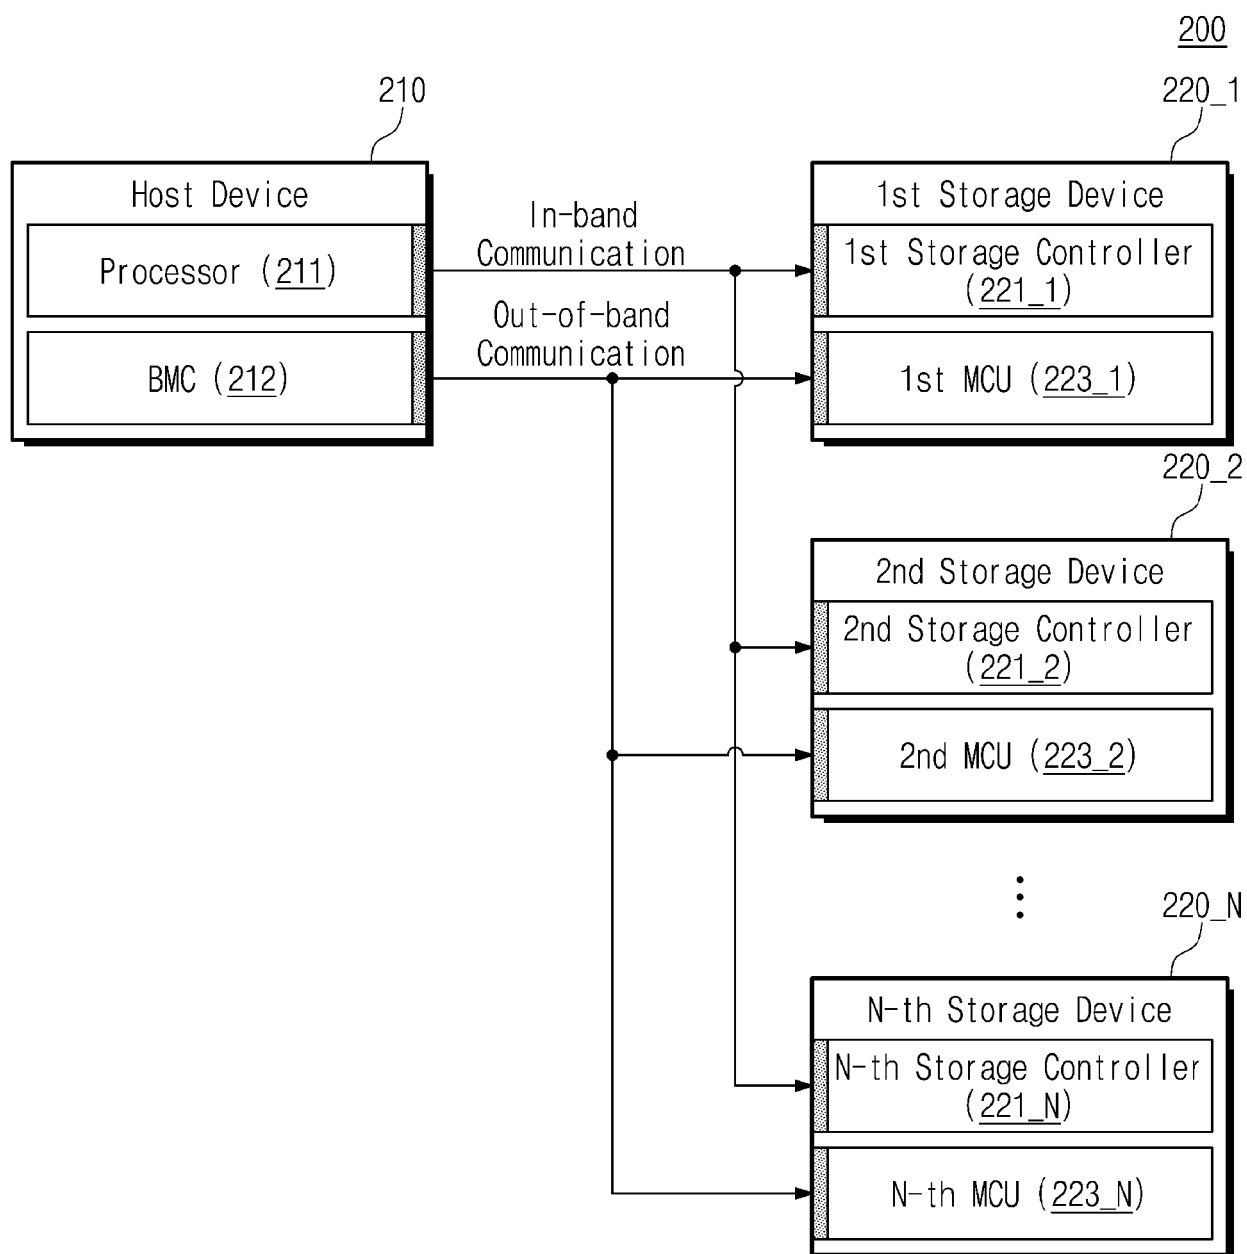 200
210
220_1
Host Device
Processor (211)
BMC (212)
In-band
Communication
Out-of-band
Communication
1st Storage Device
1st Storage Controller
(221_1)
1st MCU (223_1)
220_2
2nd Storage Device
2nd Storage Controller
(221_2)
2nd MCU (223_2)
220_N
N-th Storage Device
N-th Storage Controller
(221_N)
N-th MCU (223_N)